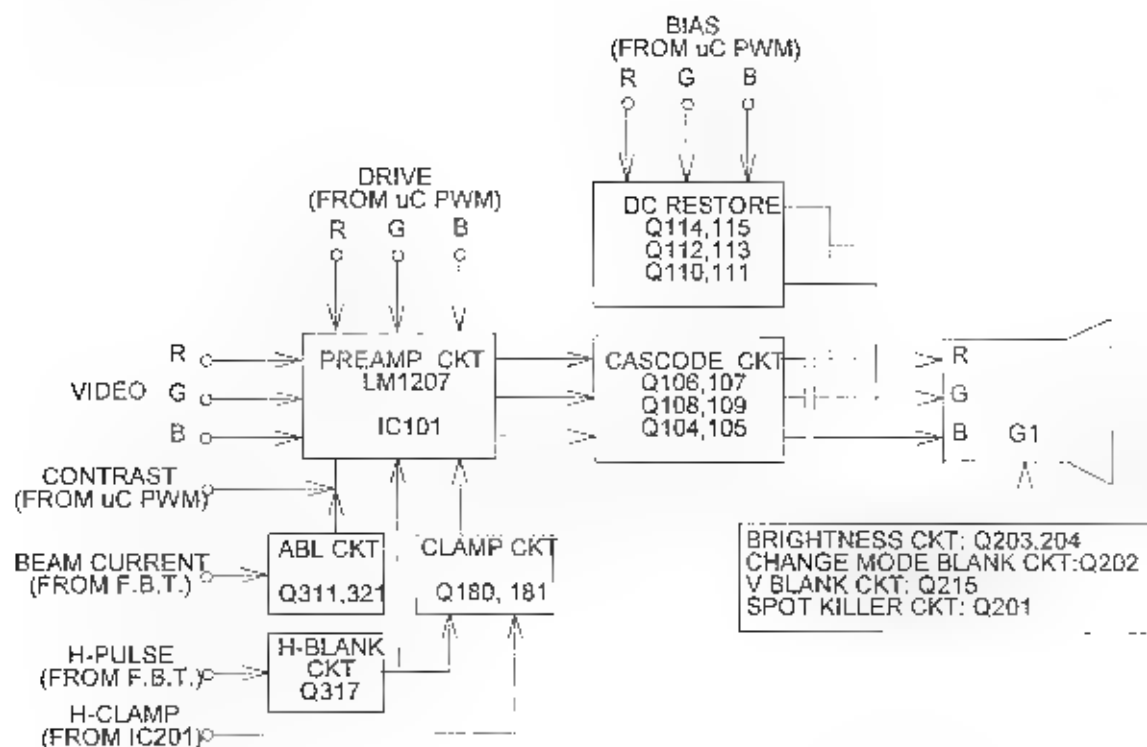 BIAS
(FROM uC PWM)
R G B
DRIVE
(FROM uC PWM)
R G B
DC RESTORE
Q114,115
Q112,113
Q110,111
VIDEO
R
G
B
PREAMP CKT
LM1207
IC101
CASCODE CKT
Q106,107
Q108,109
Q104,105
R
G
B
G1
CONTRAST
(FROM uC PWM)
BEAM CURRENT
(FROM F.B.T.)
ABL CKT
Q311,321
CLAMP CKT
Q180, 181
BRIGHTNESS CKT: Q203,204
CHANGE MODE BLANK CKT:Q202
V BLANK CKT: Q215
SPOT KILLER CKT: Q201
H-PULSE
(FROM F.B.T.)
H-BLANK
CKT
Q317
H-CLAMP
(FROM IC201)